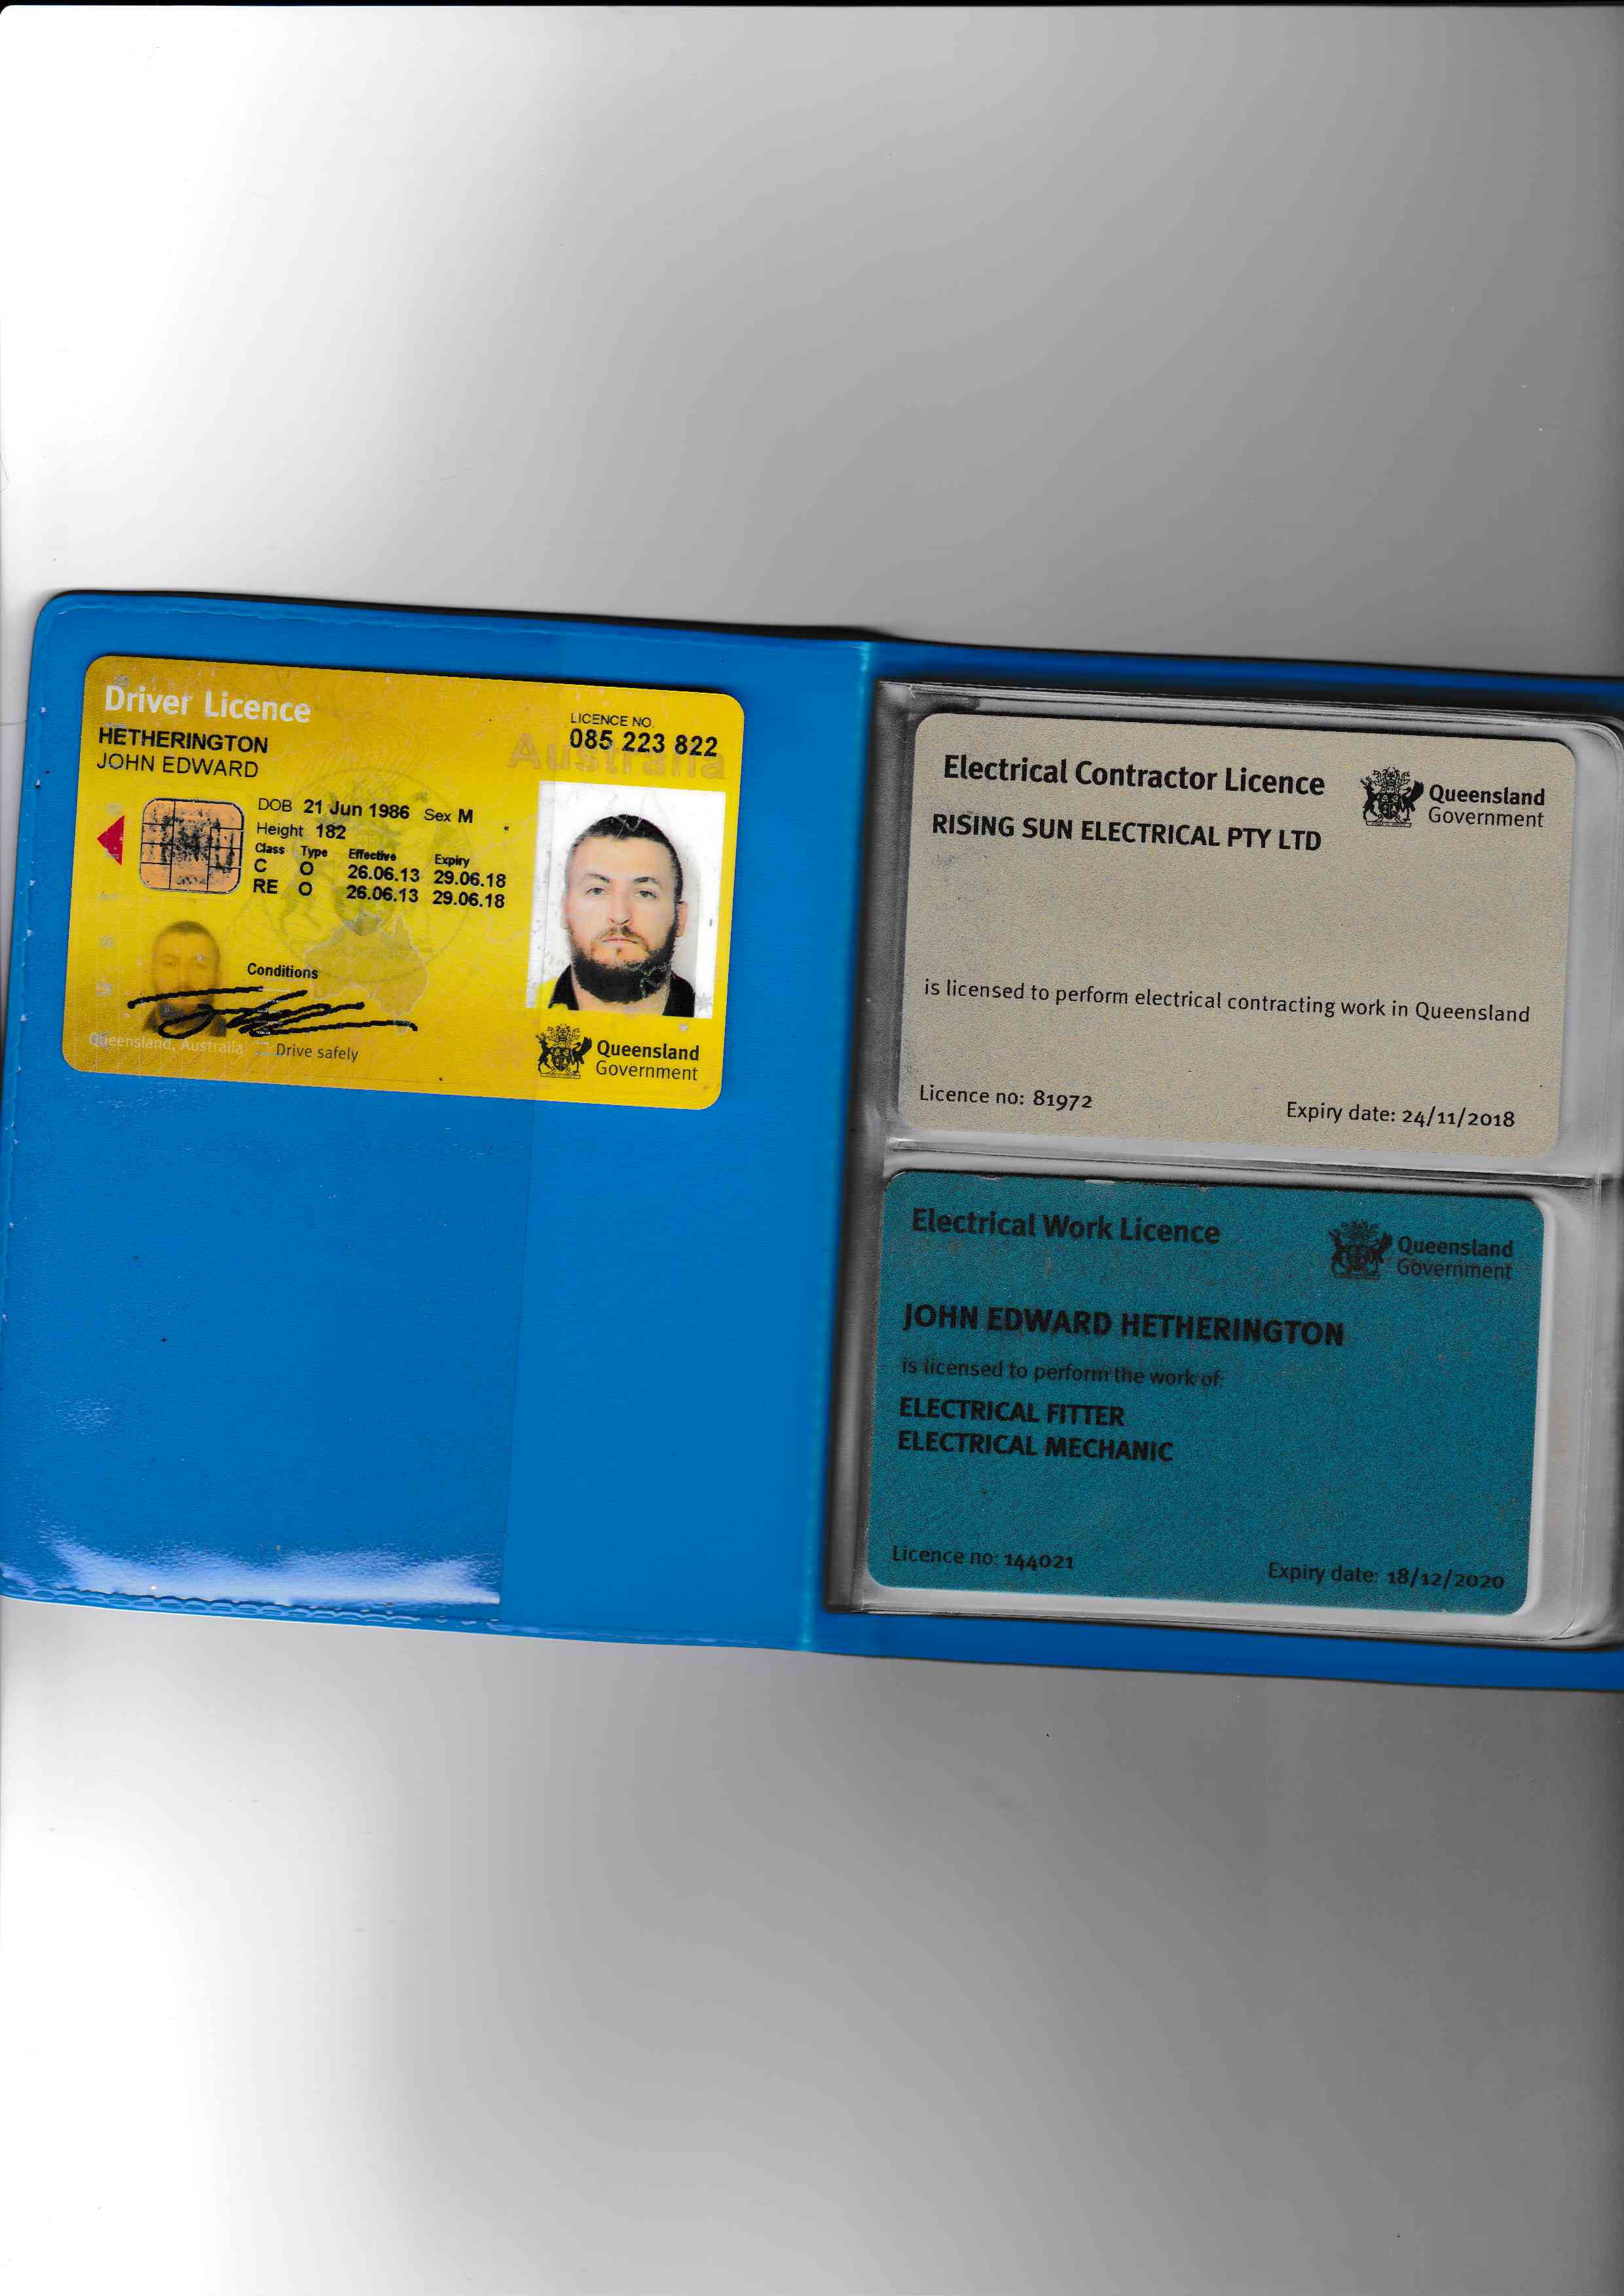 Driver Licence
HETHERINGTON
JOHN EDWARD
LICENCE NO.
085 223 822
Australia
DOB 21 Jun 1986 Sex M
Height 182
Class Type Effective Expiry
C O 26.06.13 29.06.18
RE O 26.06.13 29.06.18
Conditions
Queensland, Australia
Drive safely
Queensland
Government
Electrical Contractor Licence
Queensland
Government
RISING SUN ELECTRICAL PTY LTD
is licensed to perform electrical contracting work in Queensland
Licence no: 81972
Expiry date: 24/11/2018
Electrical Work Licence
Queensland
Government
JOHN EDWARD HETHERINGTON
is licensed to perform the work of:
ELECTRICAL FITTER
ELECTRICAL MECHANIC
Licence no: 144021
Expiry date: 18/12/2020